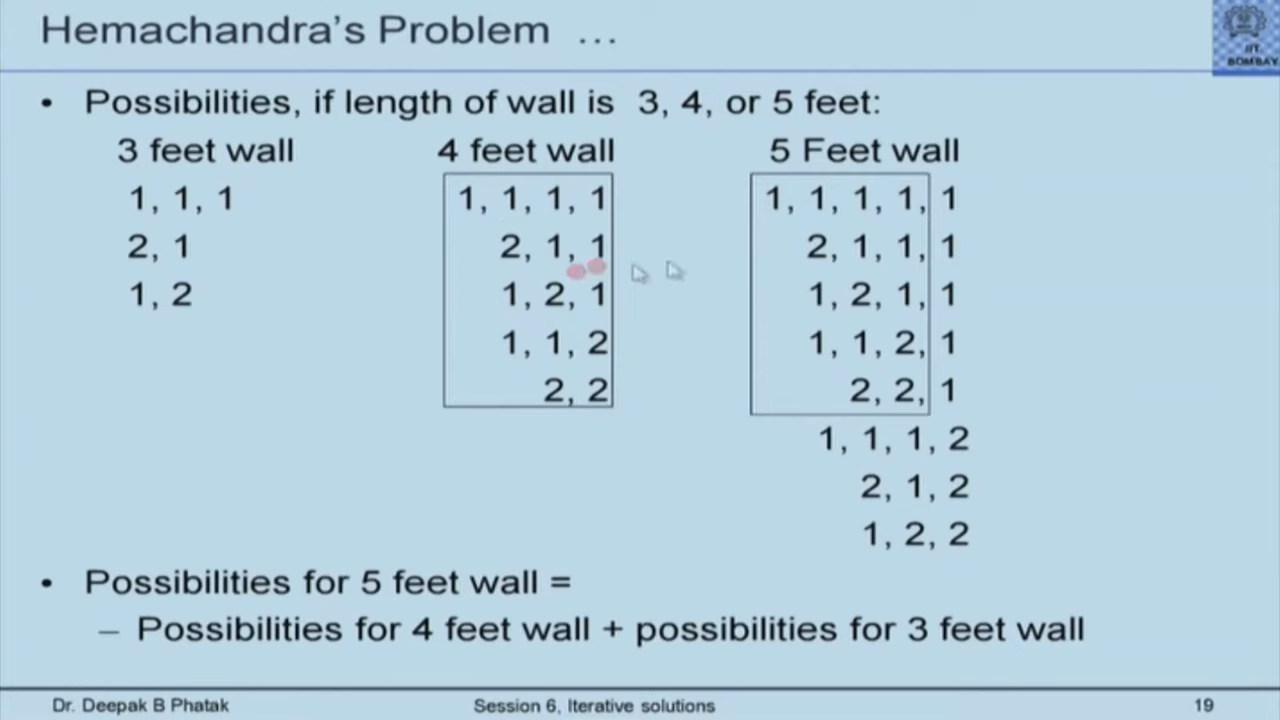 Hemachandra's Problem ...
IIT
BOMBAY
• Possibilities, if length of wall is 3, 4, or 5 feet:
3 feet wall 4 feet wall 5 Feet wall
1, 1, 1 1, 1, 1, 1 1, 1, 1, 1, 1
2, 1 2, 1, 1 2, 1, 1, 1
1, 2 1, 2, 1 1, 2, 1, 1
1, 1, 2 1, 1, 2, 1
2, 2 2, 2, 1
1, 1, 1, 2
2, 1, 2
1, 2, 2
• Possibilities for 5 feet wall =
– Possibilities for 4 feet wall + possibilities for 3 feet wall
Dr. Deepak B Phatak Session 6, Iterative solutions 19